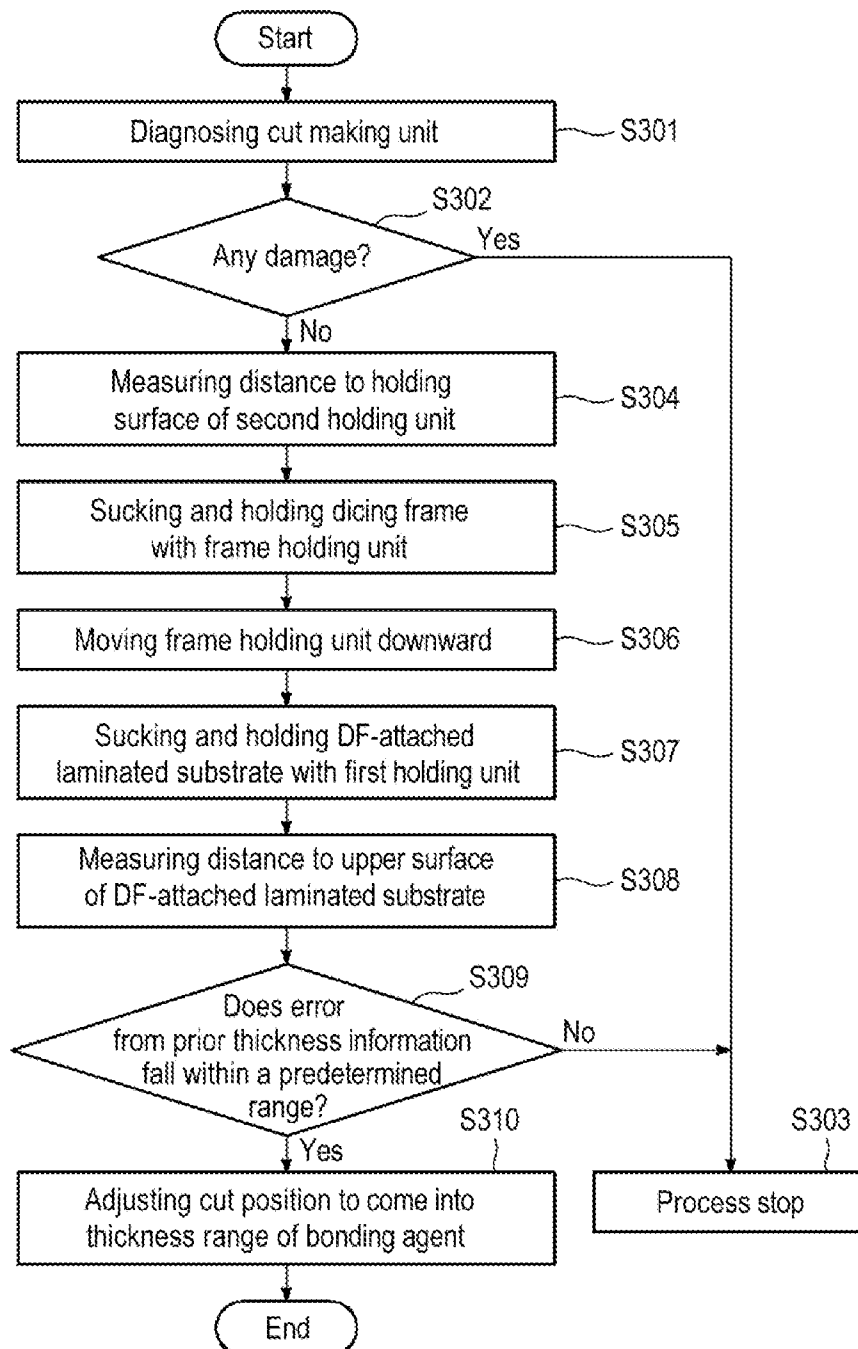 Start
Diagnosing cut making unit
S301
S302
Any damage?
Yes
No
Measuring distance to holding
surface of second holding unit
S304
Sucking and holding dicing frame
with frame holding unit
S305
Moving frame holding unit downward
S306
Sucking and holding DF-attached
laminated substrate with first holding unit
S307
Measuring distance to upper surface
of DF-attached laminated substrate
S308
S309
Does error
from prior thickness information
fall within a predetermined
range?
No
Yes
S310
Adjusting cut position to come into
thickness range of bonding agent
S303
Process stop
End